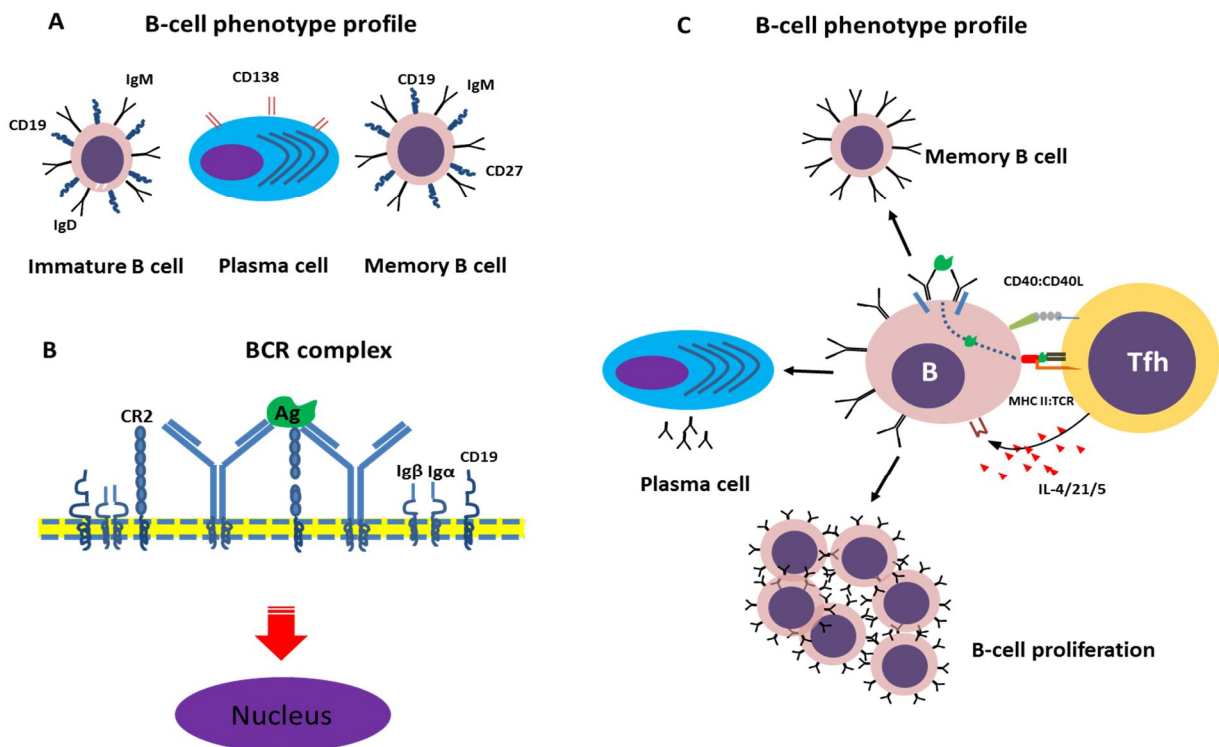 A
B-cell phenotype profile
IgM
CD19
IgD
CD138
CD19
IgM
CD27
Immature B cell
Plasma cell
Memory B cell
B
BCR complex
CR2
Ag
Igβ
Igα
CD19
Nucleus
C
B-cell phenotype profile
Memory B cell
CD40:CD40L
B
Tfh
MHC II:TCR
IL-4/21/5
Plasma cell
B-cell proliferation